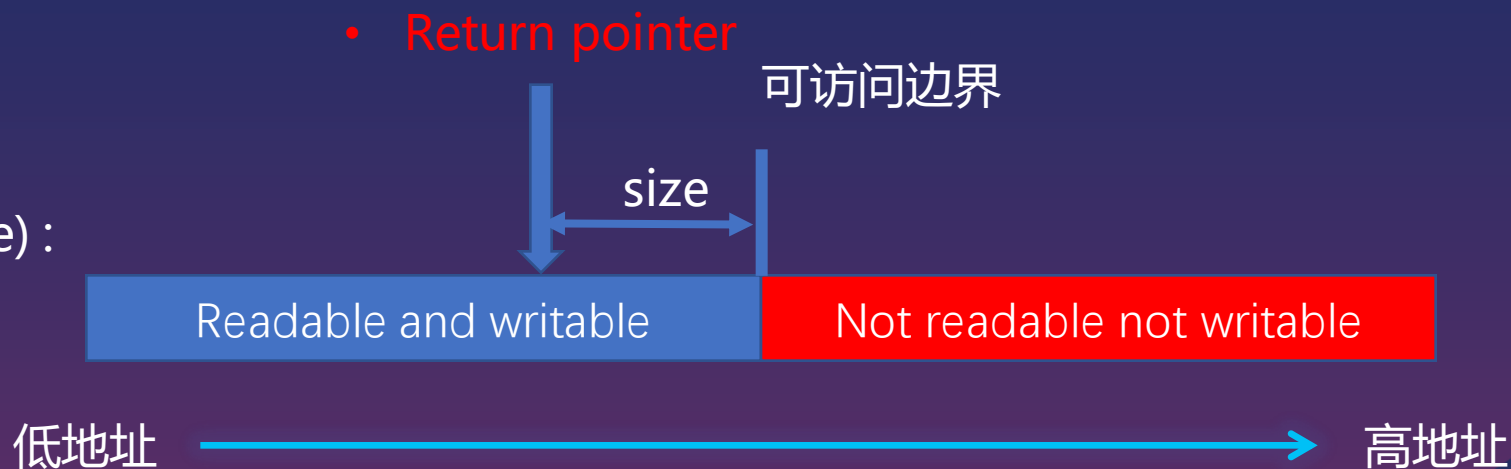 • Return pointer
可访问边界
size
e) :
Readable and writable
Not readable not writable
低地址
高地址